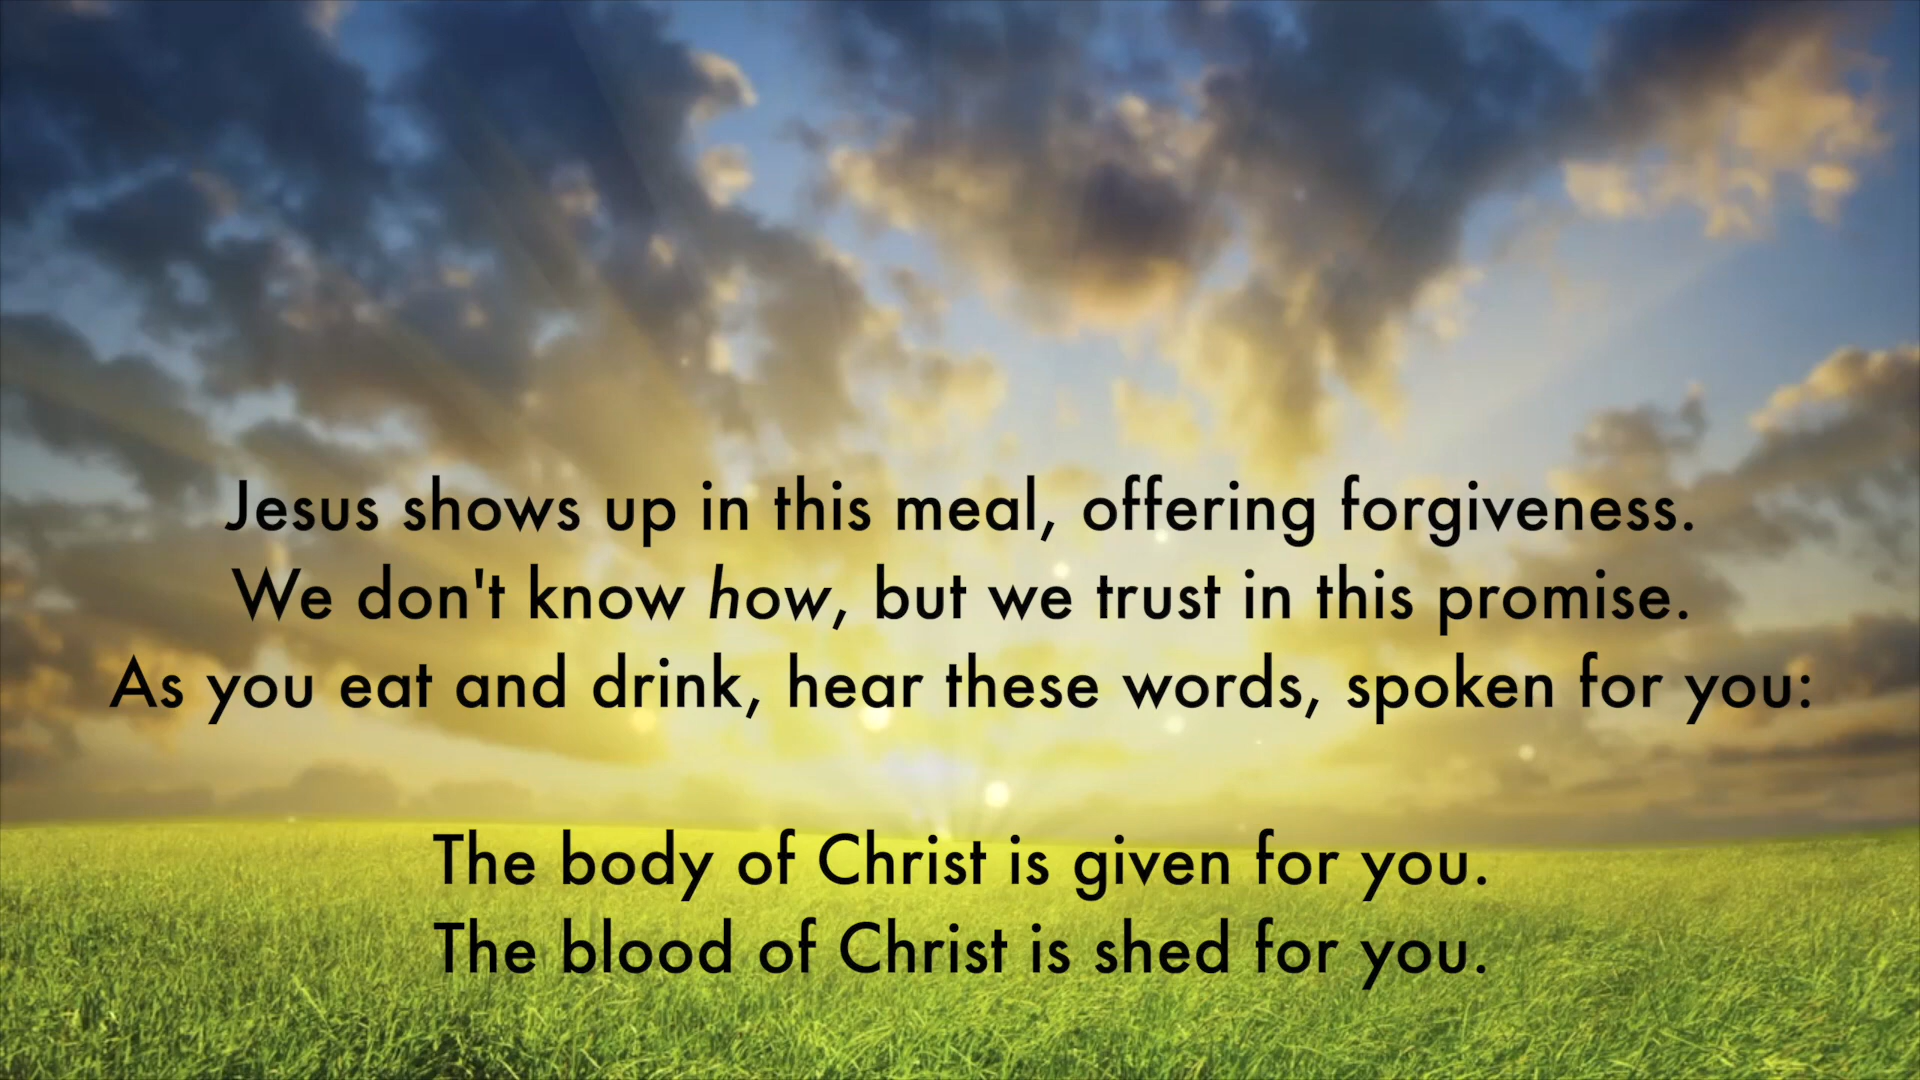 Jesus shows up in this meal, offering forgiveness.
We don't know how, but we trust in this promise.
As you eat and drink, hear these words, spoken for you:
The body of Christ is given for you.
The blood of Christ is shed for you.